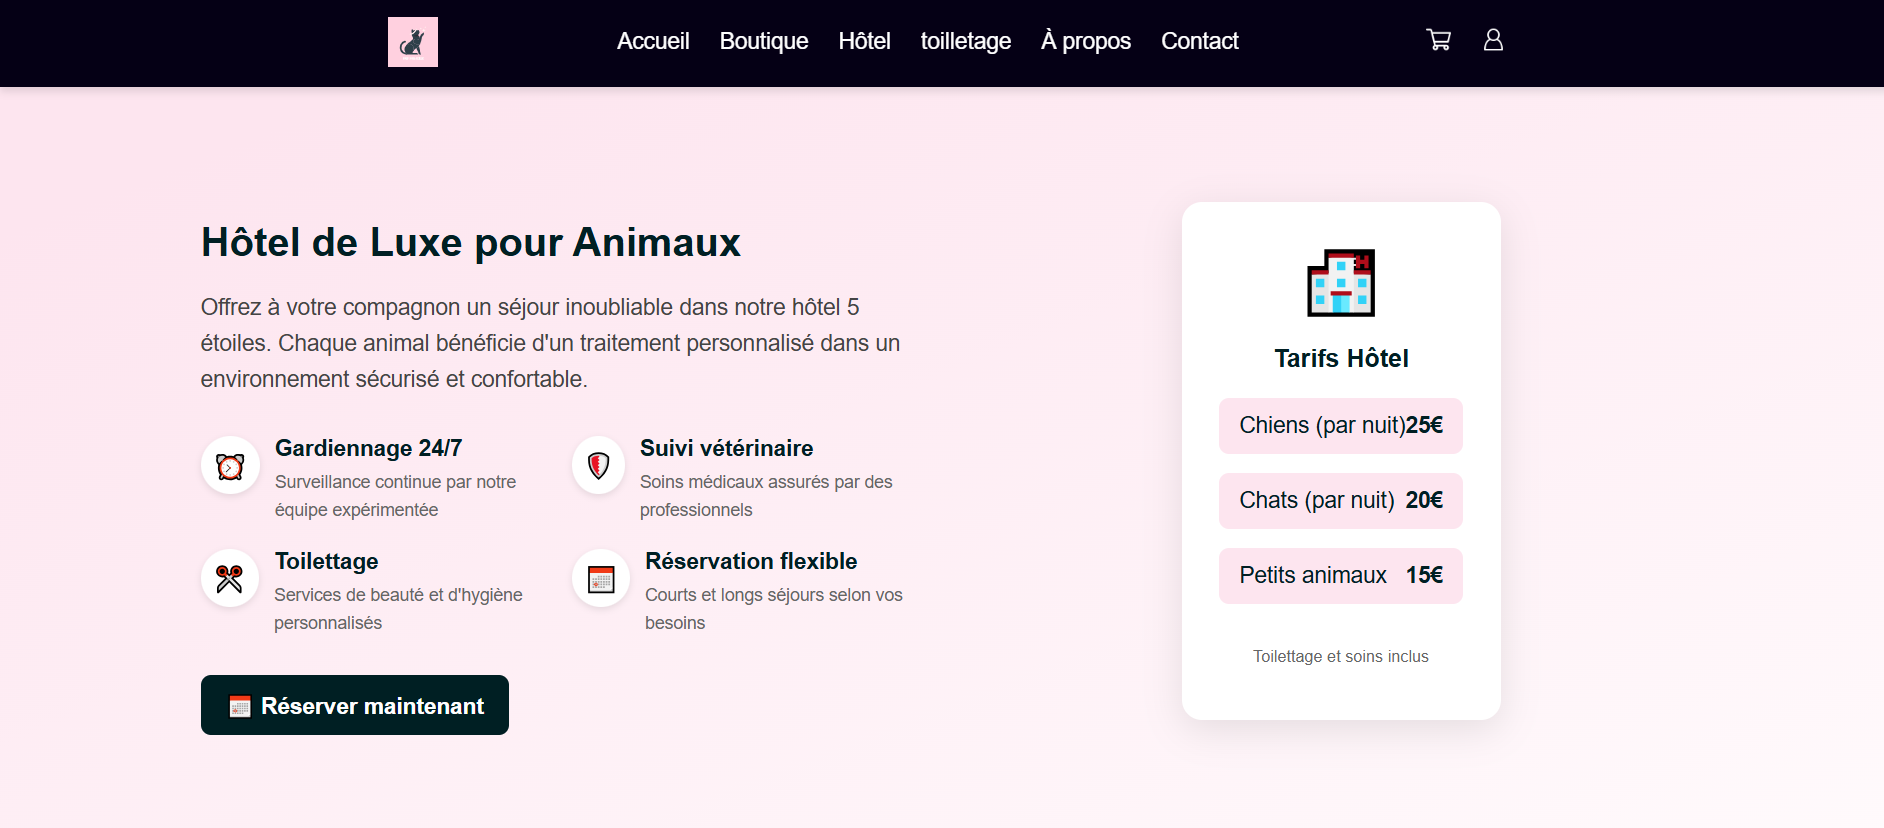 Accueil Boutique Hôtel toilletage À propos Contact
Hôtel de Luxe pour Animaux
Offrez à votre compagnon un séjour inoubliable dans notre hôtel 5
étoiles. Chaque animal bénéficie d'un traitement personnalisé dans un
environnement sécurisé et confortable.
Gardiennage 24/7
Surveillance continue par notre
équipe expérimentée
Suivi vétérinaire
Soins médicaux assurés par des
professionnels
Toilettage
Services de beauté et d'hygiène
personnalisés
Réservation flexible
Courts et longs séjours selon vos
besoins
Réserver maintenant
H
Tarifs Hôtel
Chiens (par nuit)25€
Chats (par nuit) 20€
Petits animaux 15€
Toilettage et soins inclus